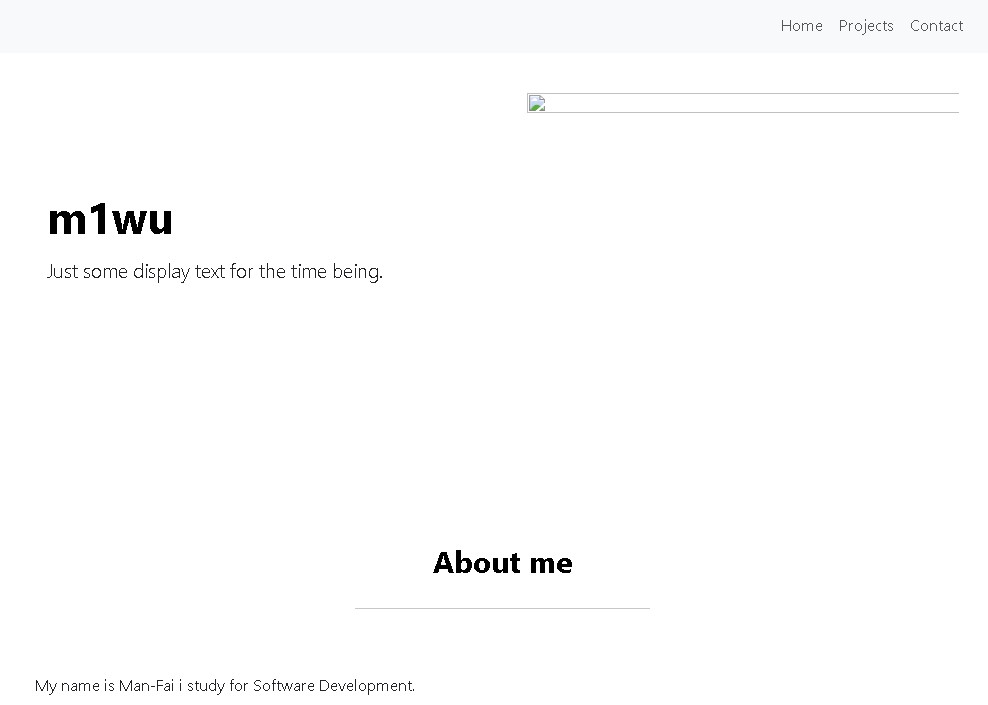 Home Projects Contact
m1wu
Just some display text for the time being.
About me
My name is Man-Fai i study for Software Development.